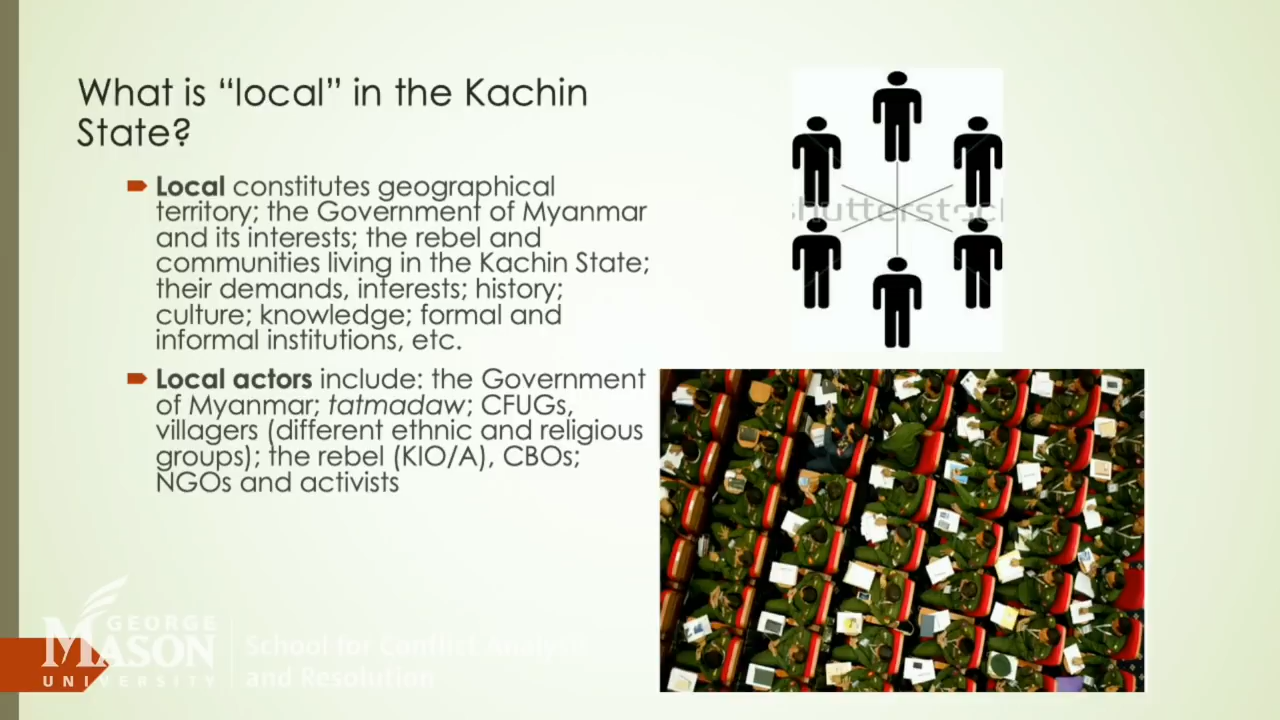 What is “local” in the Kachin
State?
Local constitutes geographical
territory; the Government of Myanmar
and its interests; the rebel and
communities living in the Kachin State;
their demands, interests; history;
culture; knowledge; formal and
informal institutions, etc.
Local actors include: the Government
of Myanmar; tatmadaw; CFUGs,
villagers (different ethnic and religious
groups); the rebel (KIO/A), CBOs;
NGOs and activists
shutterstock
GEORGE
MASON
UNIVERSITY
School for Conflict Analysis
and Resolution